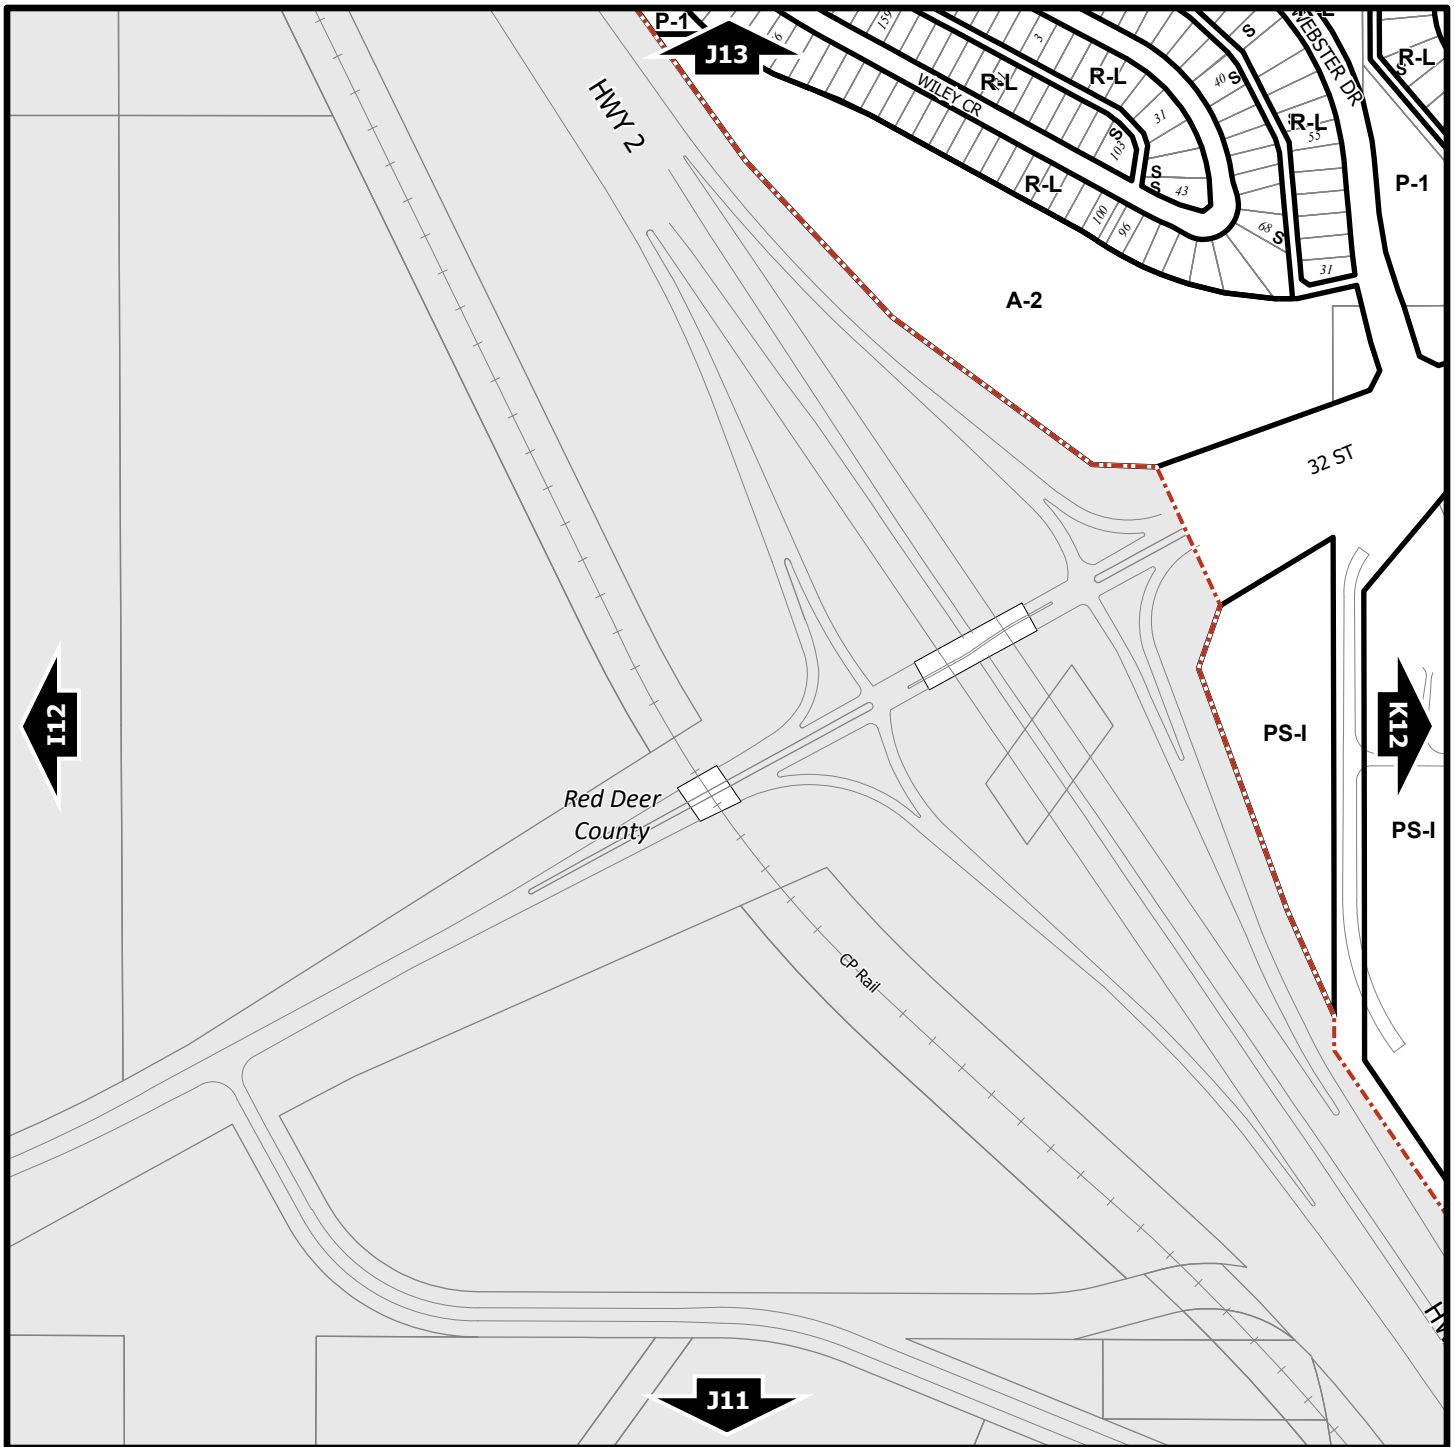 P-1
J13
6
159
3
R-L
R-L
WILEY CR
S
40
S
WEBSTER DR
R-L
S
HWY 2
31
R-L
55
S
103
S
S
43
P-1
R-L
100
96
68
S
31
A-2
32 ST
PS-I
I12
K12
Red Deer
County
PS-I
CP Rail
J11